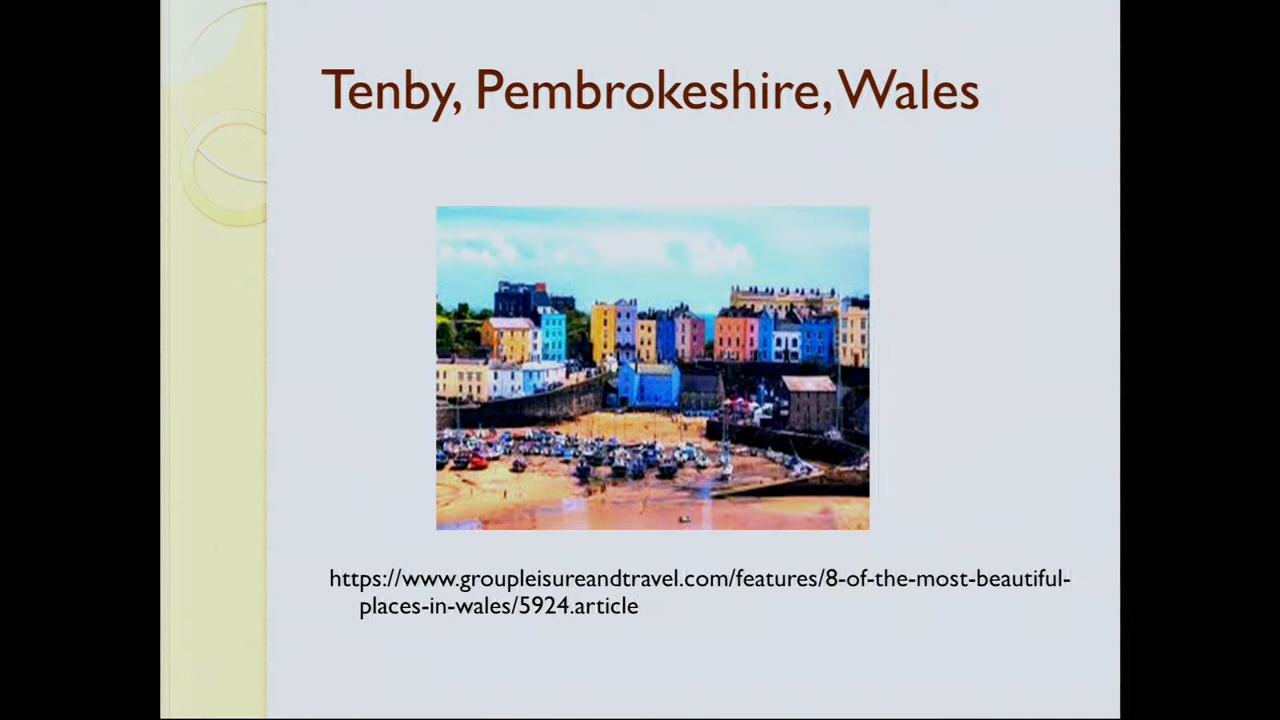 Tenby, Pembrokeshire, Wales
https://www.groupleisureandtravel.com/features/8-of-the-most-beautiful-
places-in-wales/5924.article